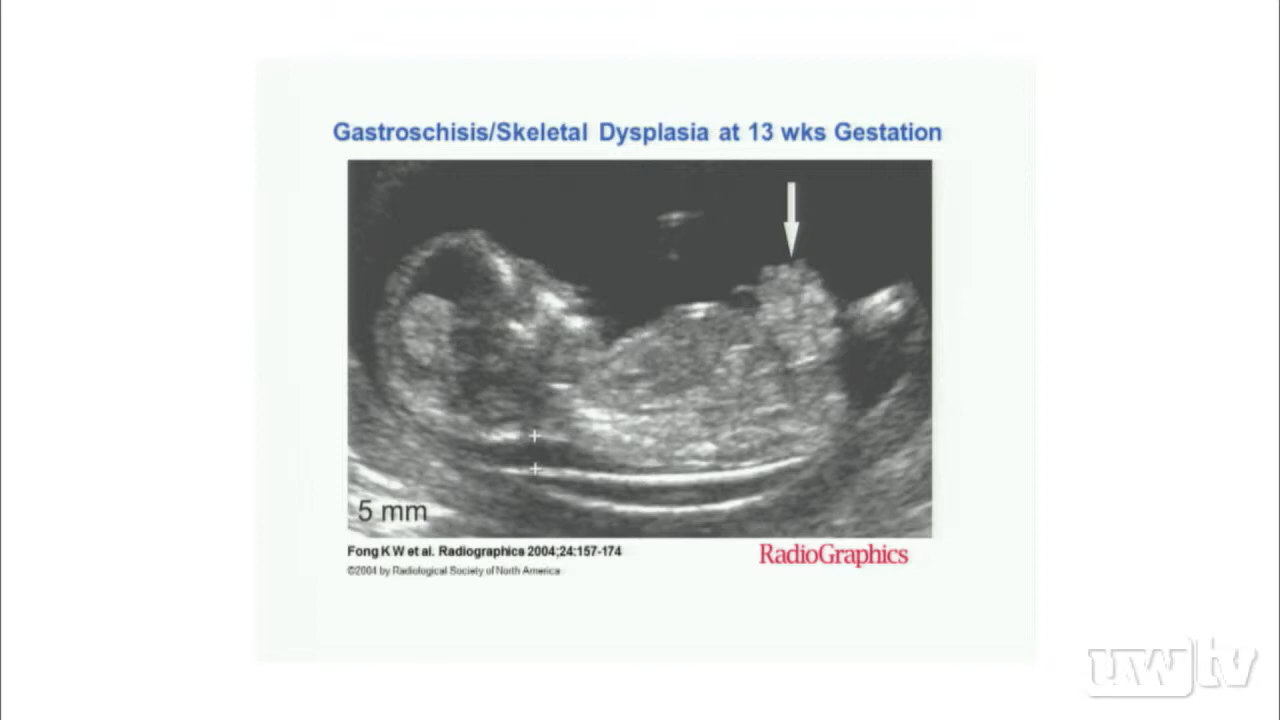 Gastroschisis/Skeletal Dysplasia at 13 wks Gestation
5 mm
Fong K W et al. Radiographics 2004;24:157-174
©2004 by Radiological Society of North America
RadioGraphics
uwtv